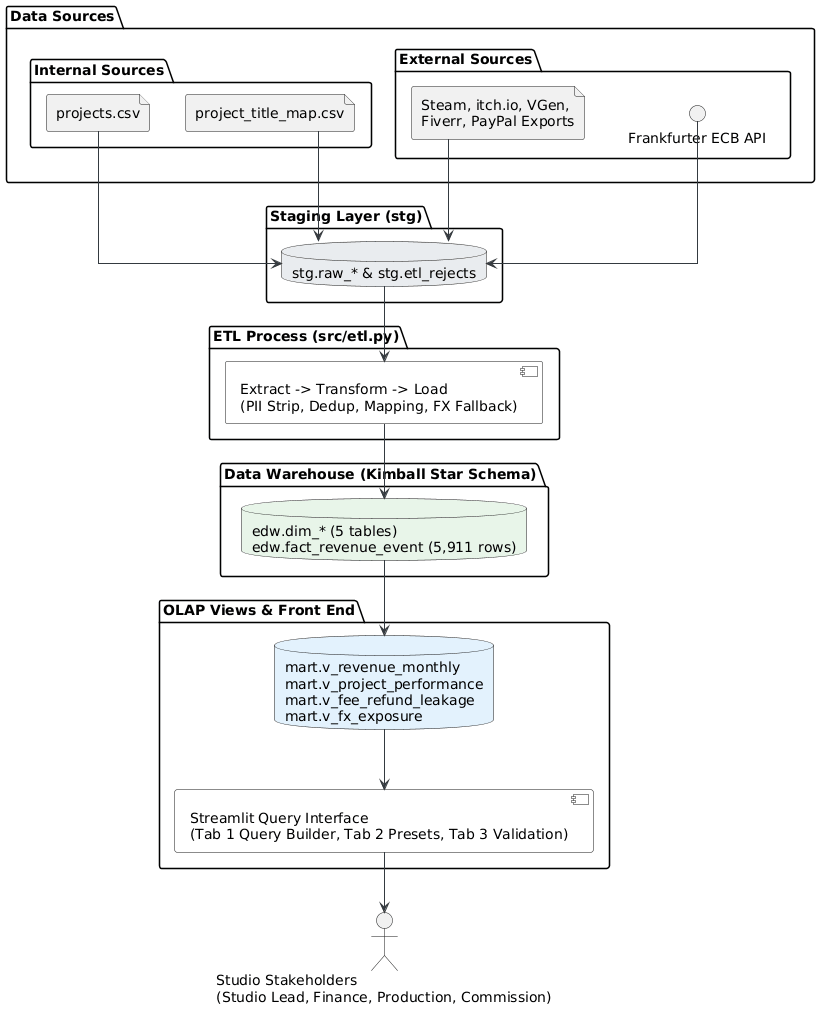 Data Sources
Internal Sources
projects.csv
project_title_map.csv
External Sources
Steam, itch.io, VGen,
Fiverr, PayPal Exports
Frankfurter ECB API
Staging Layer (stg)
stg.raw_* & stg.etl_rejects
ETL Process (src/etl.py)
Extract -> Transform -> Load
(PII Strip, Dedup, Mapping, FX Fallback)
Data Warehouse (Kimball Star Schema)
edw.dim_* (5 tables)
edw.fact_revenue_event (5,911 rows)
OLAP Views & Front End
mart.v_revenue_monthly
mart.v_project_performance
mart.v_fee_refund_leakage
mart.v_fx_exposure
Streamlit Query Interface
(Tab 1 Query Builder, Tab 2 Presets, Tab 3 Validation)
Studio Stakeholders
(Studio Lead, Finance, Production, Commission)